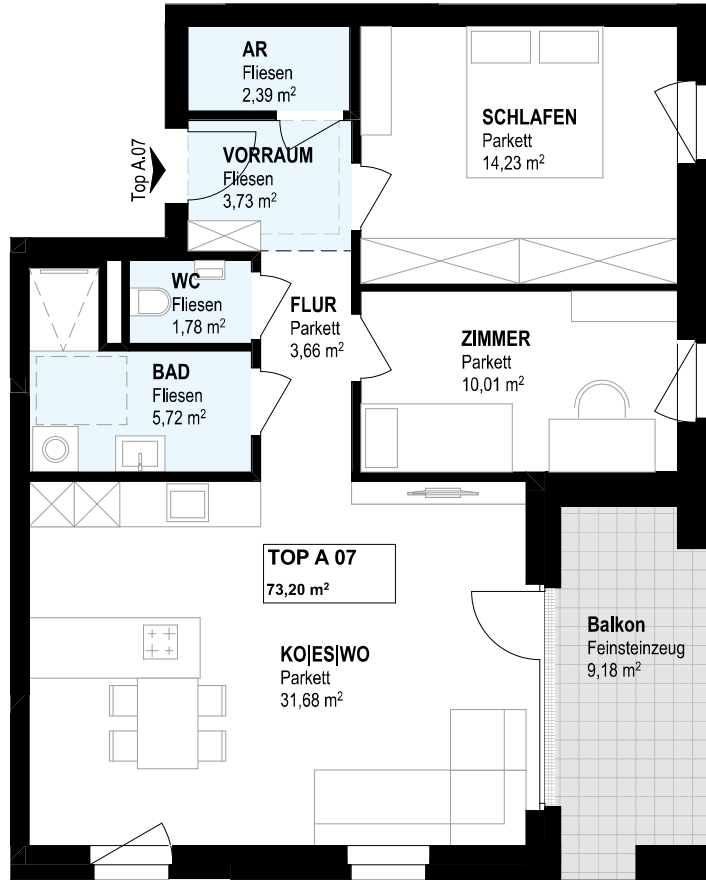 AR
Fliesen
2,39 m²
SCHLAFEN
Parkett
14,23 m²
Top A.07
VORRAUM
Fliesen
3,73 m²
WC
Fliesen
1,78 m²
FLUR
Parkett
3,66 m²
ZIMMER
Parkett
10,01 m²
BAD
Fliesen
5,72 m²
TOP A 07
73,20 m²
Balkon
Feinsteinzeug
9,18 m²
KO|ES|WO
Parkett
31,68 m²